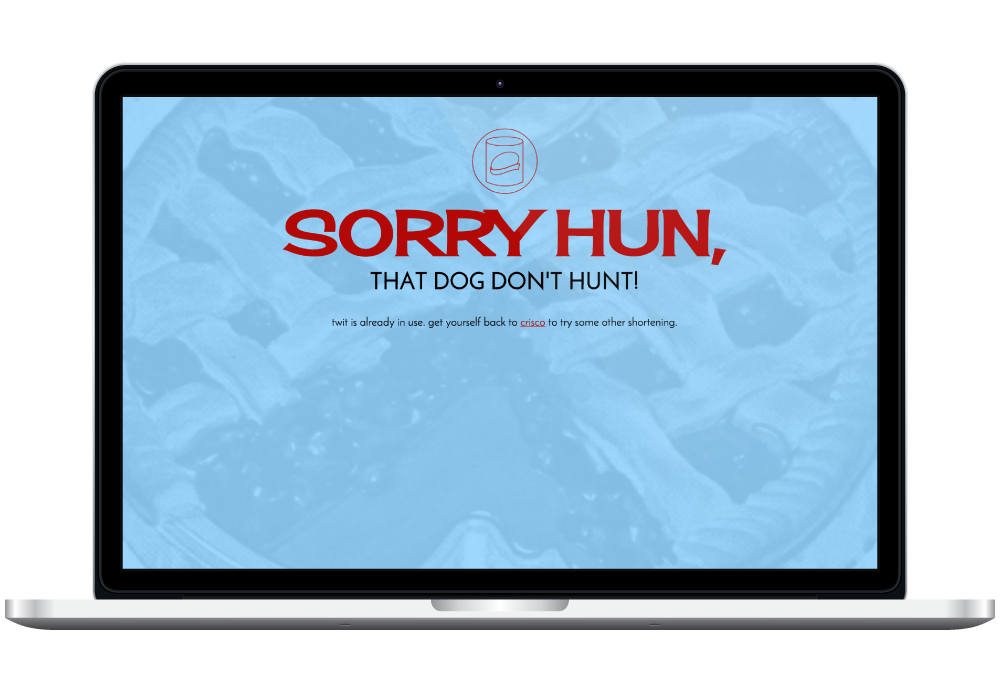 SORRY HUN,
THAT DOG DON'T HUNT!
twit is already in use. get yourself back to crisco to try some other shortening.